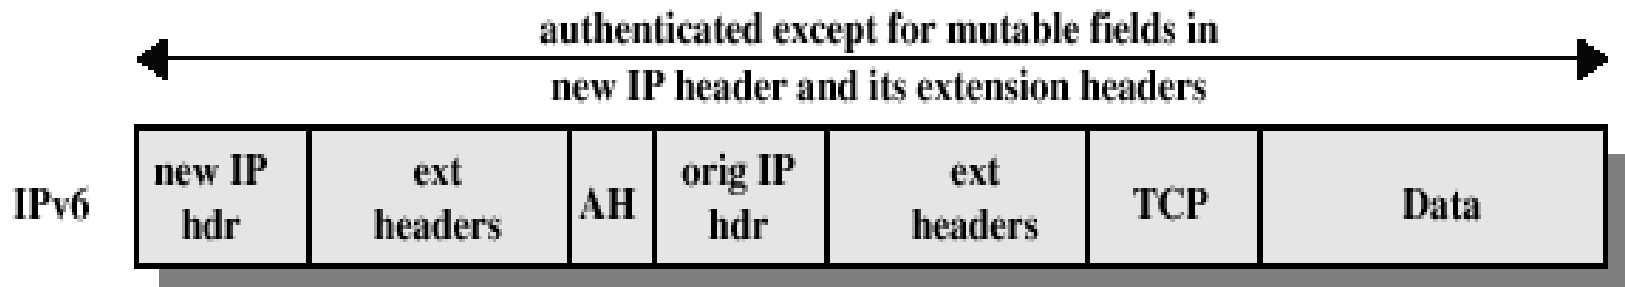 authenticated except for mutable fields in
new IP header and its extension headers
IPv6
new IP
hdr
ext
headers
AH
orig IP
hdr
ext
headers
TCP
Data